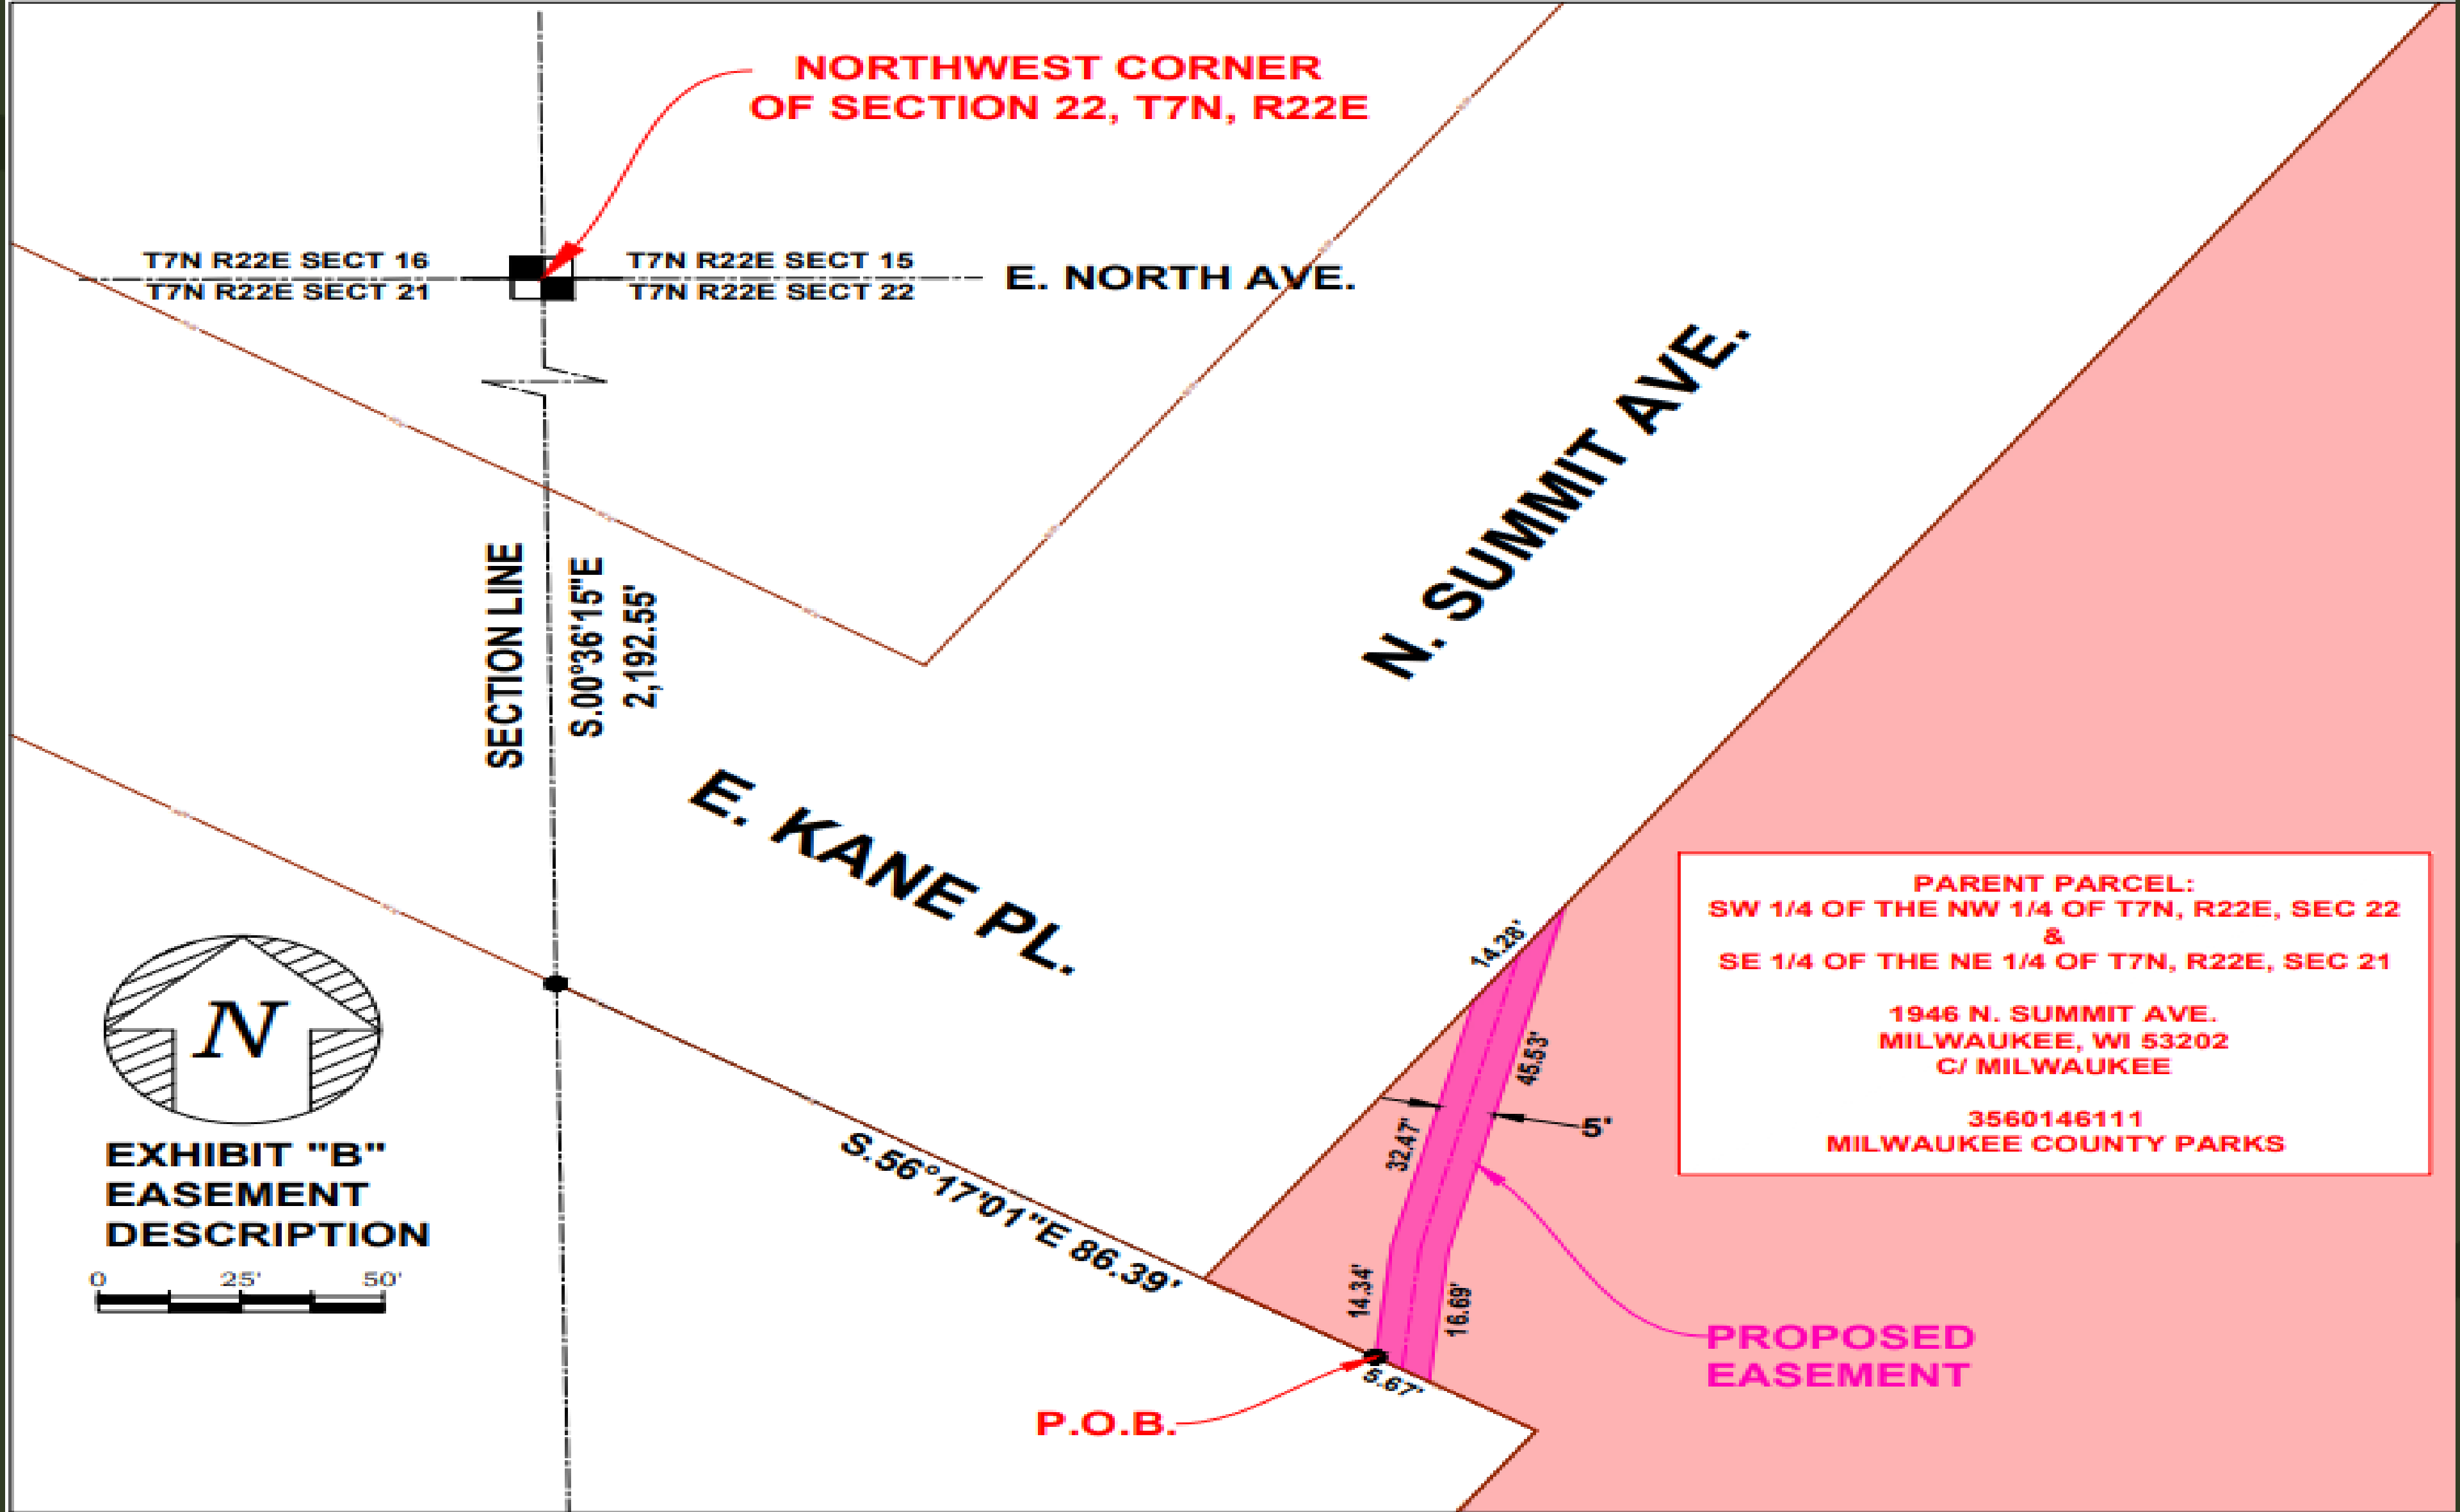 NORTHWEST CORNER
OF SECTION 22, T7N, R22E
T7N R22E SECT 16
T7N R22E SECT 15
E. NORTH AVE.
T7N R22E SECT 21
T7N R22E SECT 22
N. SUMMIT AVE.
SECTION LINE
S.00°36'15"E
2,192.55'
E. KANE PL.
PARENT PARCEL:
SW 1/4 OF THE NW 1/4 OF T7N, R22E, SEC 22
&
SE 1/4 OF THE NE 1/4 OF T7N, R22E, SEC 21
1946 N. SUMMIT AVE.
MILWAUKEE, WI 53202
C/ MILWAUKEE
3560146111
MILWAUKEE COUNTY PARKS
14.28'
45.53'
5'
32.47'
N
EXHIBIT "B"
EASEMENT
DESCRIPTION
0 25' 50'
S.56°17'01"E 86.39'
14.34'
16.69'
5.67'
PROPOSED
EASEMENT
P.O.B.